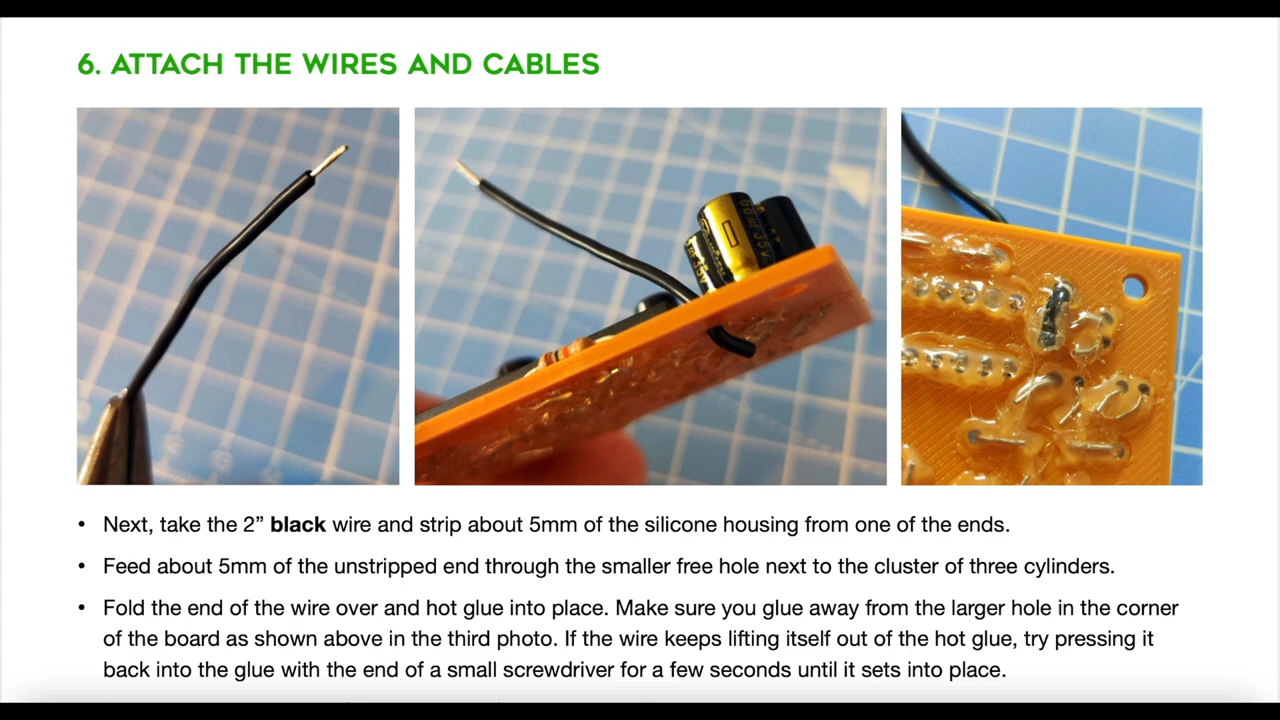 6. ATTACH THE WIRES AND CABLES
• Next, take the 2” black wire and strip about 5mm of the silicone housing from one of the ends.
• Feed about 5mm of the unstripped end through the smaller free hole next to the cluster of three cylinders.
• Fold the end of the wire over and hot glue into place. Make sure you glue away from the larger hole in the corner
of the board as shown above in the third photo. If the wire keeps lifting itself out of the hot glue, try pressing it
back into the glue with the end of a small screwdriver for a few seconds until it sets into place.